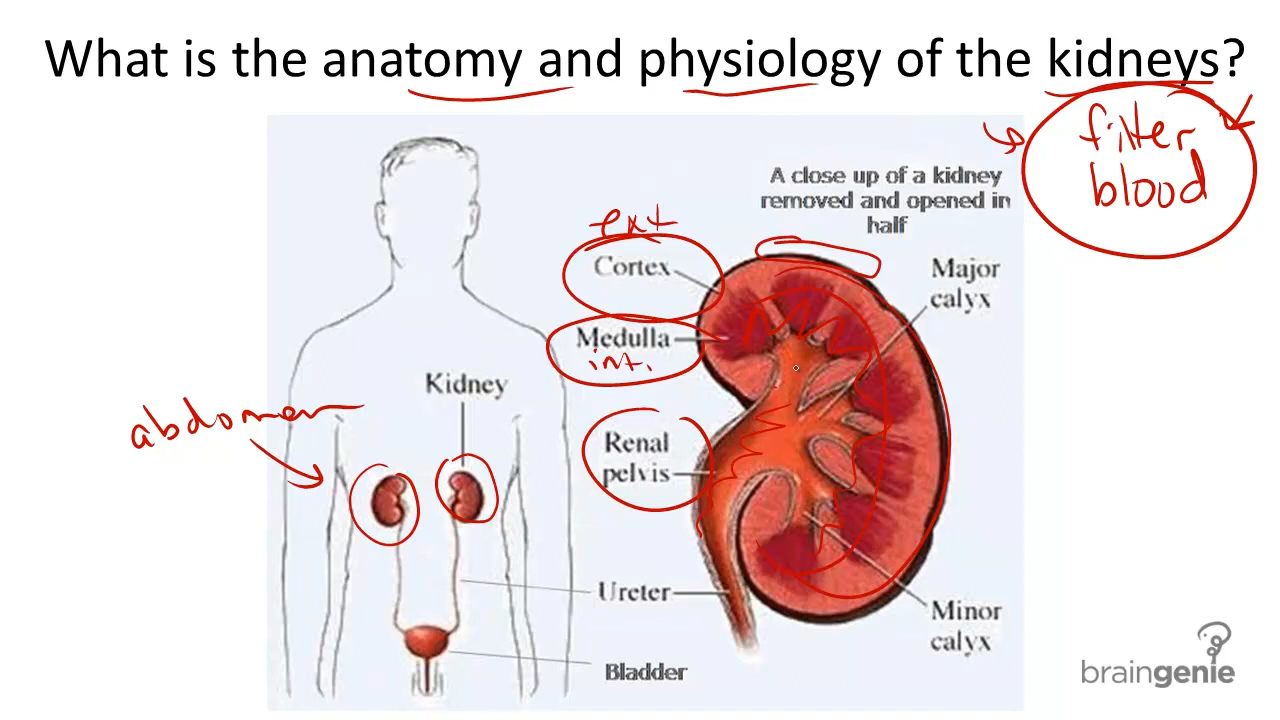 What is the anatomy and physiology of the kidneys?
filter
blood
A close up of a kidney
removed and opened in
half
ext
Cortex
Major
calyx
Medulla
int.
Kidney
abdomen
Renal
pelvis
Ureter
Minor
calyx
Bladder
braingenie